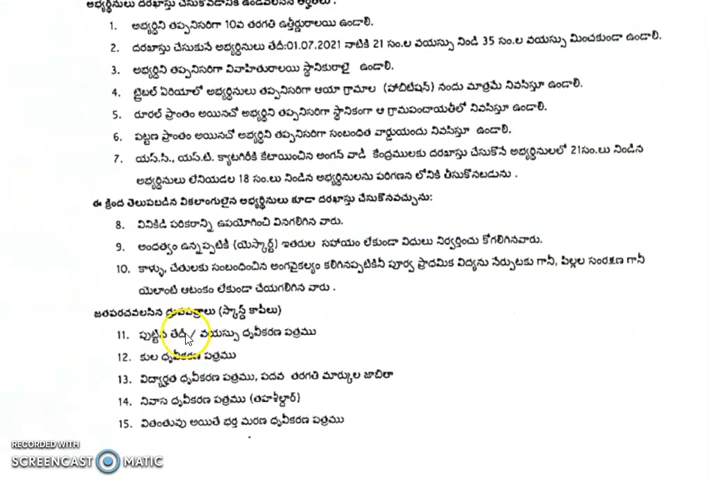 అభ్యర్థినులు దరఖాస్తు చేసుకొవడానికి ఉండవలసిన అర్హతలు :
1. అభ్యర్థిని తప్పనిసరిగా 10వ తరగతి ఉత్తీర్ణురాలయి ఉండాలి.
2. దరఖాస్తు చేసుకునే అభ్యర్థినులు తేది:01.07.2021 నాటికి 21 సం.ల వయస్సు నిండి 35 సం.ల వయస్సు మించకుండా ఉండాలి.
3. అభ్యర్థిని తప్పనిసరిగా వివాహితురాలయి స్థానికురాలై ఉండాలి.
4. ట్రైబల్ ఏరియాలో అభ్యర్థినులు తప్పనిసరిగా ఆయా గ్రామాల (హాబిటేషన్) నందు మాత్రమే నివసిస్తూ ఉండాలి.
5. రూరల్ ప్రాంతం అయినచో అభ్యర్థిని తప్పనిసరిగా స్థానికంగా ఆ గ్రామపంచాయతీలో నివసిస్తూ ఉండాలి.
6. పట్టణ ప్రాంతం అయినచో అభ్యర్థిని తప్పనిసరిగా సంబంధిత వార్డుయందు నివసిస్తూ ఉండాలి.
7. యస్.సి., యస్.టి. క్యాటగిరీకి కేటాయించిన అంగన్ వాడీ కేంద్రములకు దరఖాస్తు చేసుకొనే అభ్యర్థినులలో 21సం.లు నిండిన
అభ్యర్థినులు లేనియడల 18 సం.లు నిండిన అభ్యర్థినులను పరిగణన లోనికి తీసుకొనబడును .
ఈ క్రింద తెలుపబడిన వికలాంగులైన అభ్యర్థినులు కూడా దరఖాస్తు చేసుకొనవచ్చును:
8. వినికిడి పరికరాన్ని ఉపయోగించి వినగలిగిన వారు.
9. అంధత్వం ఉన్నప్పటికి (యెస్కార్ట్) ఇతరుల సహాయం లేకుండా విదులు నిర్వర్తించు కోగలిగినవారు.
10. కాళ్ళు, చేతులకు సంబంధించిన అంగవైకల్యం కలిగినప్పటికినీ పూర్వ ప్రాధమిక విద్యను నేర్పుటకు గానీ, పిల్లల సంరక్షణ గానీ
యెలాంటి ఆటంకం లేకుండా చేయగలిగిన వారు .
జతపరచవలసిన ధ్రువపత్రాలు (స్కాన్డ్ కాపీలు)
11. పుట్టిన తేదీ / వయస్సు ధృవీకరణ పత్రము
12. కుల ధృవీకరణ పత్రము
13. విద్యార్హత ధృవీకరణ పత్రము, పదవ తరగతి మార్కుల జాబితా
14. నివాస ధృవీకరణ పత్రము (తహశీల్దార్)
15. వితంతువు అయితే భర్త మరణ ధృవీకరణ పత్రము
RECORDED WITH
SCREENCAST MATIC